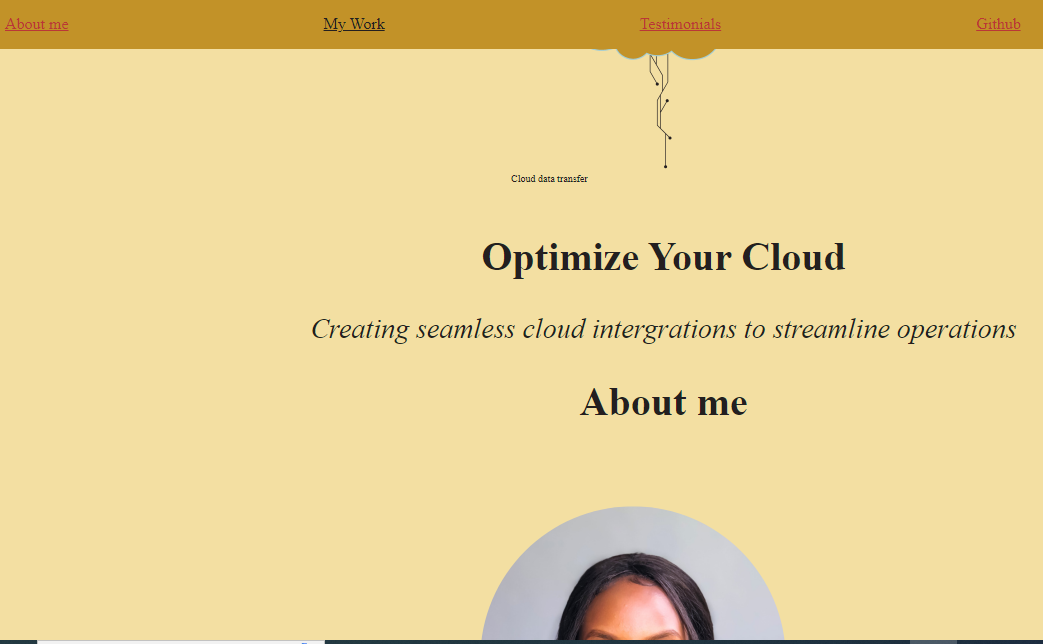 About me My Work Testimonials Github
Cloud data transfer
Optimize Your Cloud
Creating seamless cloud intergrations to streamline operations
About me